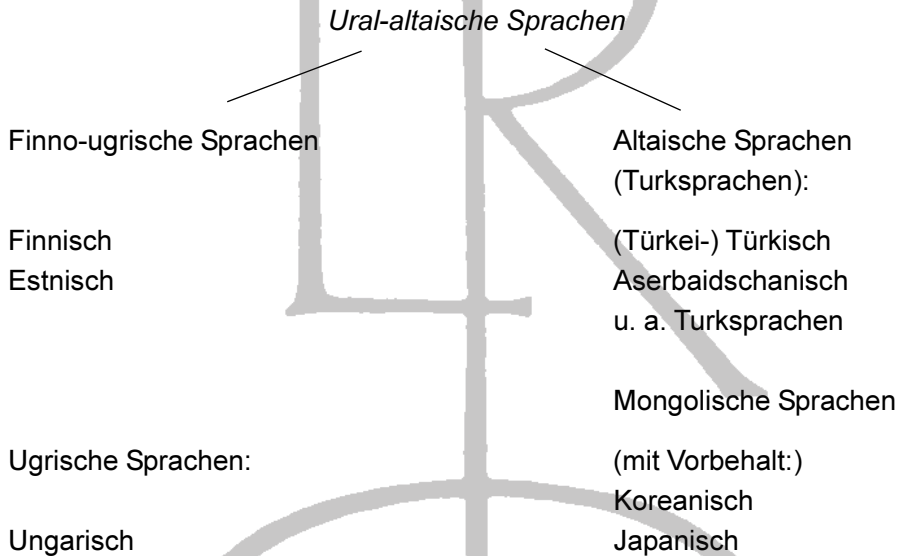 Ural-altaische Sprachen
Finno-ugrische Sprachen
Altaische Sprachen
(Turksprachen):
Finnisch
Estnisch
(Türkei-) Türkisch
Aserbaidschanisch
u. a. Turksprachen
Mongolische Sprachen
Ugrische Sprachen:
Ungarisch
(mit Vorbehalt:)
Koreanisch
Japanisch